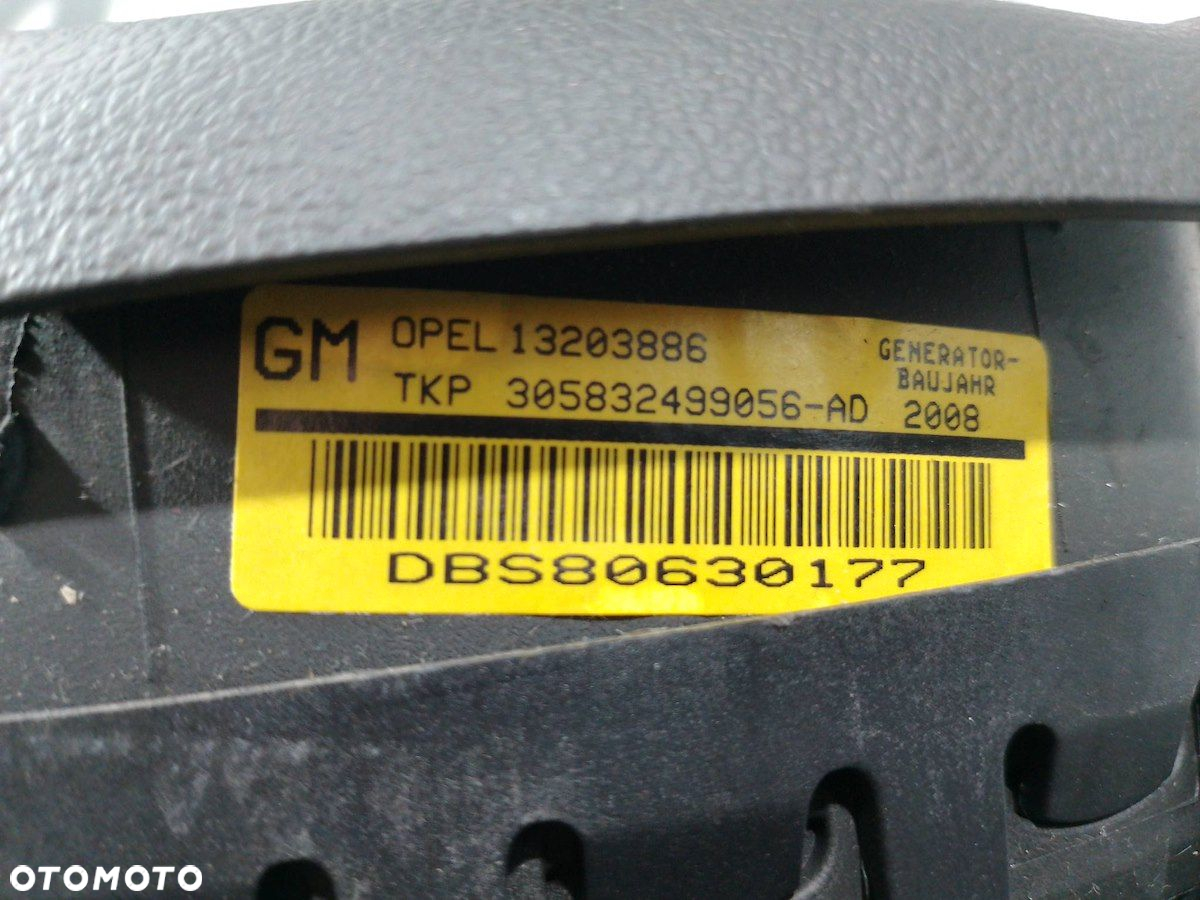 GM OPEL 13203886
TKP 305832499056-AD
GENERATOR-
BAUJAHR
2008
DBS80630177
OTOMOTO